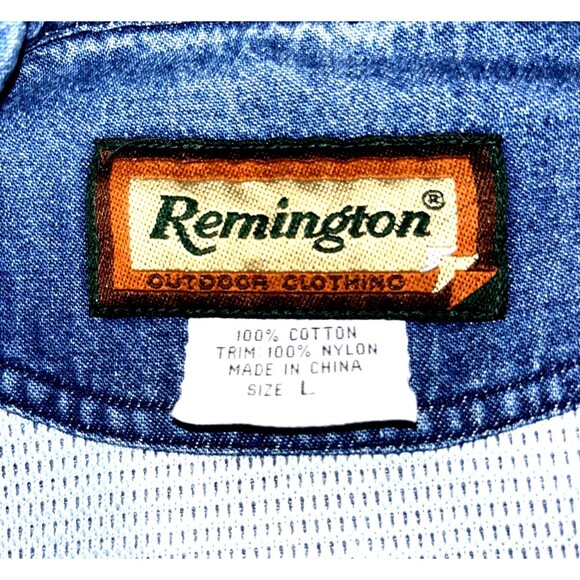 Remington®
OUTDOOR CLOTHING
100% COTTON
TRIM: 100% NYLON
MADE IN CHINA
SIZE L